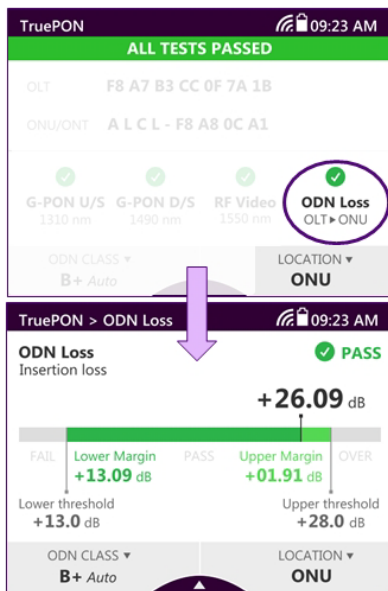 TruePON 09:23 AM
ALL TESTS PASSED
OLT F8 A7 B3 CC 0F 7A 1B
ONU/ONT A L C L - F8 A8 0C A1
G-PON U/S G-PON D/S RF Video ODN Loss
1310 nm 1490 nm 1550 nm OLT▸ONU
ODN CLASS ▾ LOCATION ▾
B+ Auto ONU
TruePON > ODN Loss 09:23 AM
ODN Loss PASS
Insertion loss
+26.09 dB
FAIL Lower Margin PASS Upper Margin OVER
+13.09 dB +01.91 dB
Lower threshold Upper threshold
+13.0 dB +28.0 dB
ODN CLASS ▾ LOCATION ▾
B+ Auto ONU